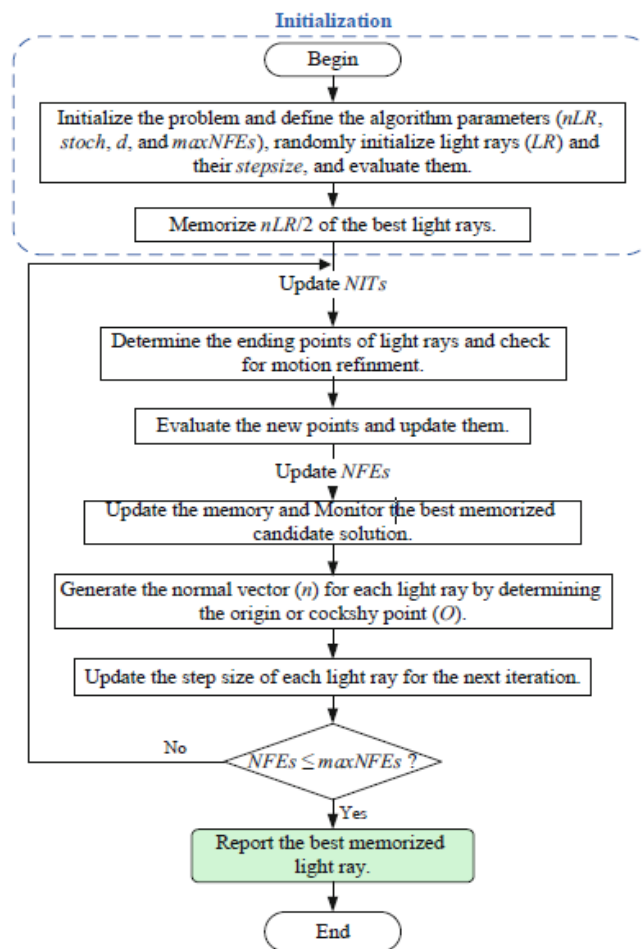 Initialization
Begin
Initialize the problem and define the algorithm parameters (nLR,
stoch, d, and maxNFEs), randomly initialize light rays (LR) and
their stepsize, and evaluate them.
Memorize nLR/2 of the best light rays.
Update NITs
Determine the ending points of light rays and check
for motion refinment.
Evaluate the new points and update them.
Update NFEs
Update the memory and Monitor the best memorized
candidate solution.
Generate the normal vector (n) for each light ray by determining
the origin or cockshy point (O).
Update the step size of each light ray for the next iteration.
No
NFEs ≤ maxNFEs ?
Yes
Report the best memorized
light ray.
End